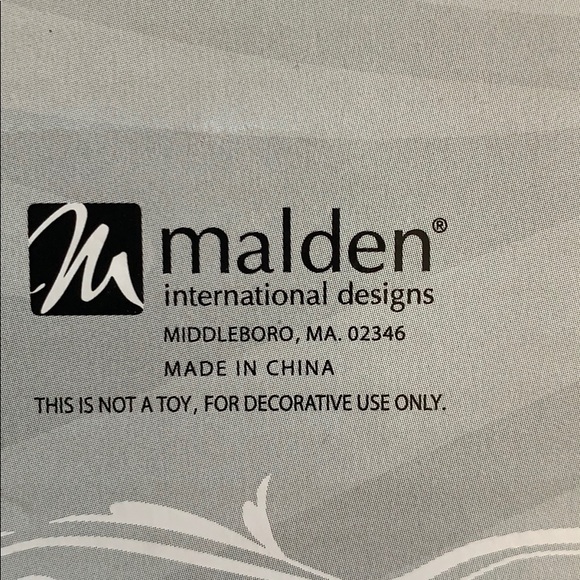 malden®
international designs
MIDDLEBORO, MA. 02346
MADE IN CHINA
THIS IS NOT A TOY, FOR DECORATIVE USE ONLY.